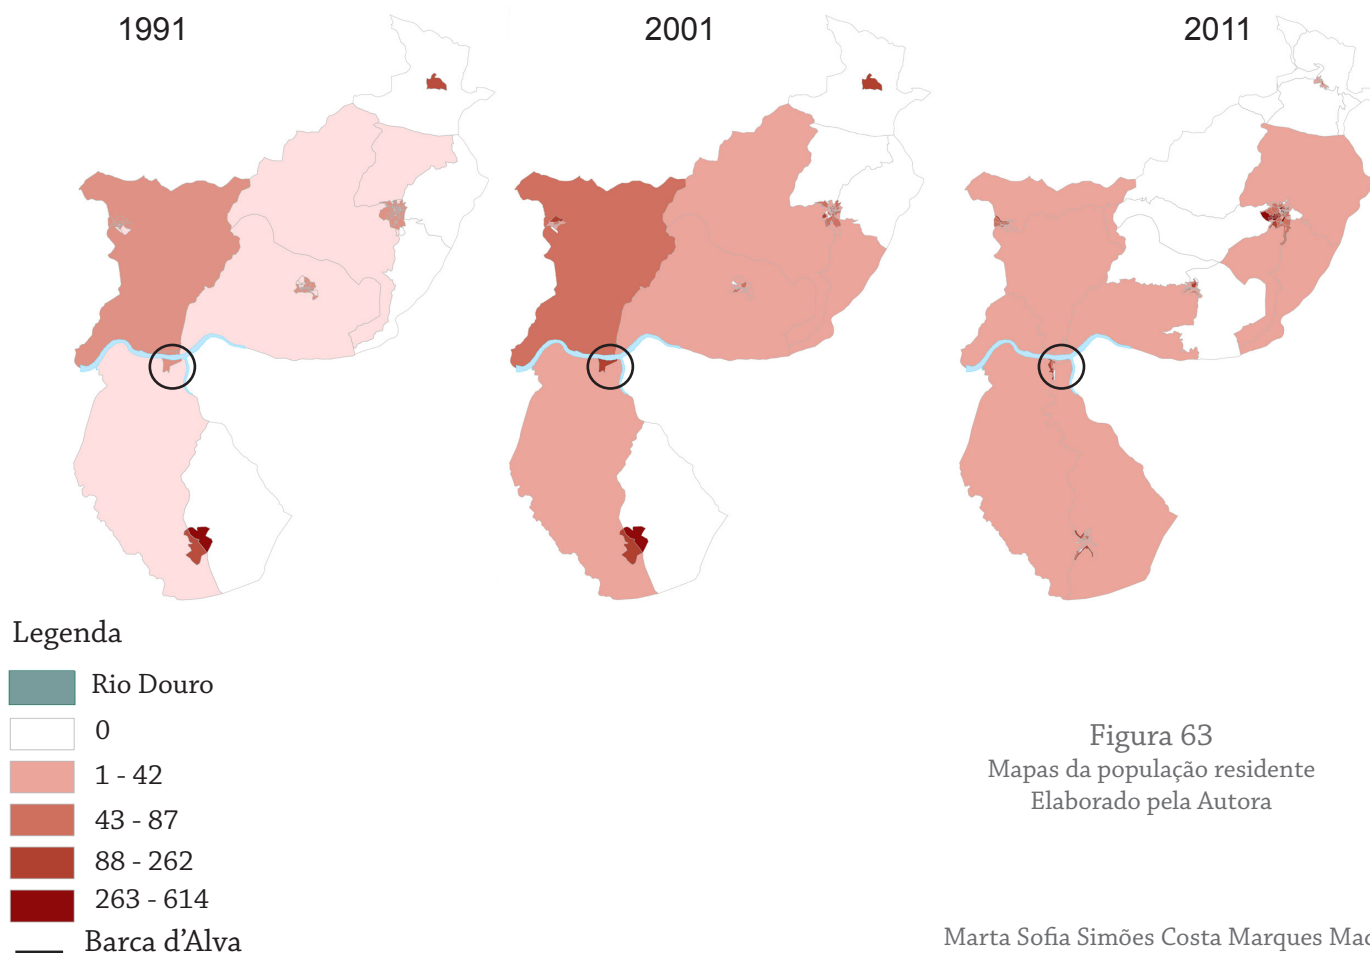 1991
2001
2011
Legenda
Rio Douro
0
1 - 42
43 - 87
88 - 262
263 - 614
Barca d'Alva
Figura 63
Mapas da população residente
Elaborado pela Autora
Marta Sofia Simões Costa Marques